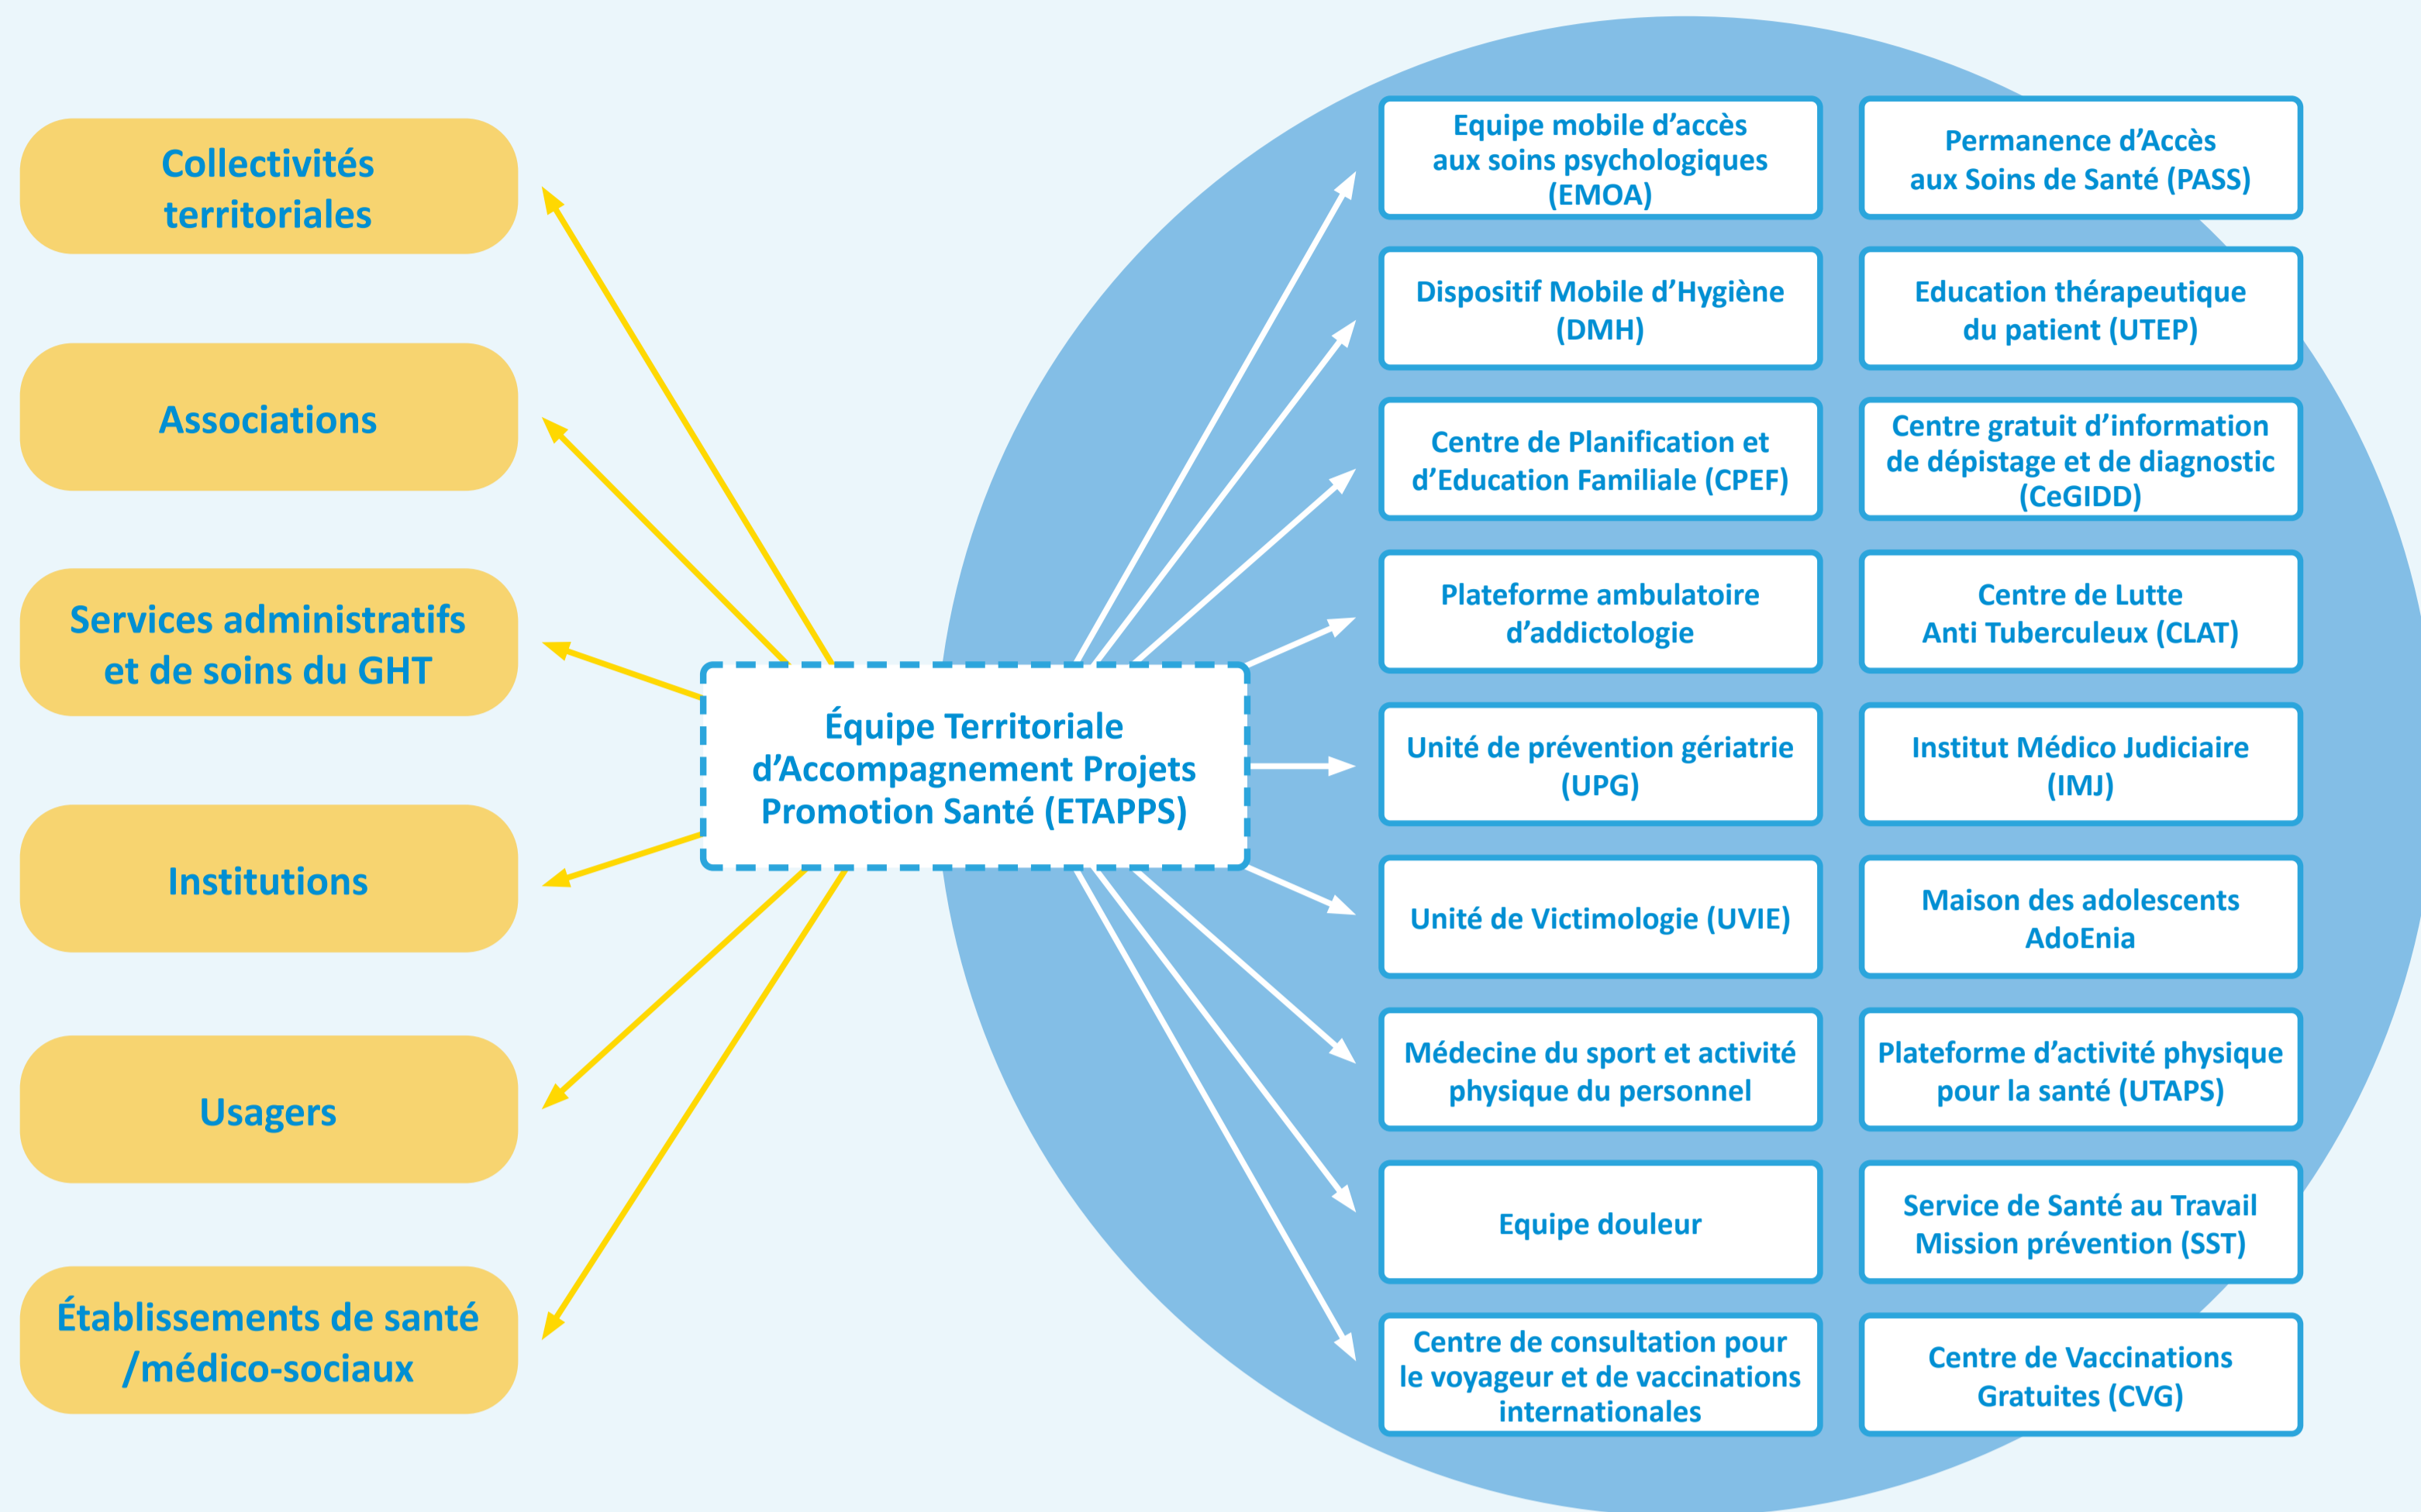 Collectivités
territoriales
Associations
Services administratifs
et de soins du GHT
Institutions
Usagers
Établissements de santé
/médico-sociaux
Équipe Territoriale
d’Accompagnement Projets
Promotion Santé (ETAPPS)
Equipe mobile d’accès
aux soins psychologiques
(EMOA)
Dispositif Mobile d’Hygiène
(DMH)
Centre de Planification et
d’Education Familiale (CPEF)
Plateforme ambulatoire
d’addictologie
Unité de prévention gériatrie
(UPG)
Unité de Victimologie (UVIE)
Médecine du sport et activité
physique du personnel
Equipe douleur
Centre de consultation pour
le voyageur et de vaccinations
internationales
Permanence d’Accès
aux Soins de Santé (PASS)
Education thérapeutique
du patient (UTEP)
Centre gratuit d’information
de dépistage et de diagnostic
(CeGIDD)
Centre de Lutte
Anti Tuberculeux (CLAT)
Institut Médico Judiciaire
(IMJ)
Maison des adolescents
AdoEnia
Plateforme d’activité physique
pour la santé (UTAPS)
Service de Santé au Travail
Mission prévention (SST)
Centre de Vaccinations
Gratuites (CVG)